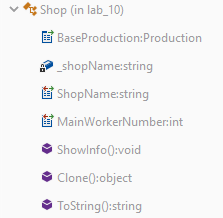 Shop (in lab_10)
BaseProduction:Production
_shopName:string
ShopName:string
MainWorkerNumber:int
ShowInfo():void
Clone():object
ToString():string